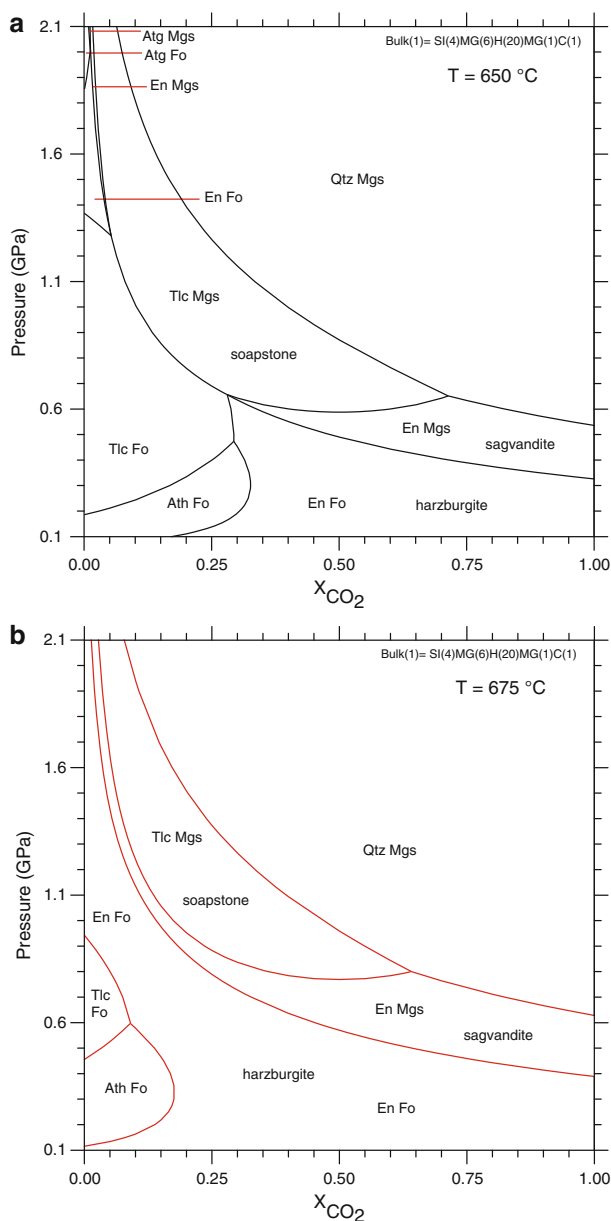 a
2.1
Atg Mgs
Bulk(1)= SI(4)MG(6)H(20)MG(1)C(1)
Atg Fo
T = 650 °C
En Mgs
1.6
Qtz Mgs
En Fo
Pressure (GPa)
1.1
Tlc Mgs
soapstone
0.6
En Mgs
sagvandite
Tlc Fo
Ath Fo
En Fo
harzburgite
0.1
0.00 0.25 0.50 0.75 1.00
XCO2
b
2.1
Bulk(1)= SI(4)MG(6)H(20)MG(1)C(1)
T = 675 °C
1.6
Tlc Mgs
Qtz Mgs
Pressure (GPa)
1.1
soapstone
En Fo
Tlc
Fo
0.6
En Mgs
sagvandite
harzburgite
Ath Fo
En Fo
0.1
0.00 0.25 0.50 0.75 1.00
XCO2